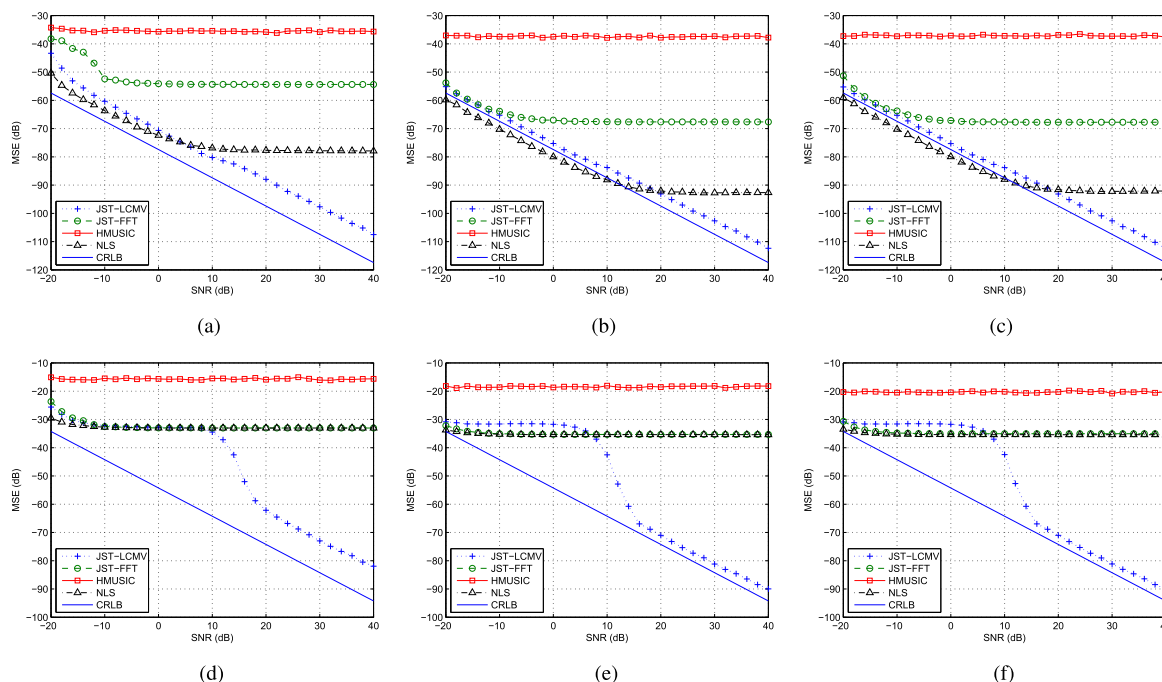 −30
−40
−50
−60
−70
−80
−90
−100
−110
−120
MSE (dB)
JST−LCMV
JST−FFT
HMUSIC
NLS
CRLB
−20 −10 0 10 20 30 40
SNR (dB)
(a)
−30
−40
−50
−60
−70
−80
−90
−100
−110
−120
MSE (dB)
JST−LCMV
JST−FFT
HMUSIC
NLS
CRLB
−20 −10 0 10 20 30 40
SNR (dB)
(b)
−30
−40
−50
−60
−70
−80
−90
−100
−110
−120
MSE (dB)
JST−LCMV
JST−FFT
HMUSIC
NLS
CRLB
−20 −10 0 10 20 30 40
SNR (dB)
(c)
−10
−20
−30
−40
−50
−60
−70
−80
−90
−100
MSE (dB)
JST−LCMV
JST−FFT
HMUSIC
NLS
CRLB
−20 −10 0 10 20 30 40
SNR (dB)
(d)
−10
−20
−30
−40
−50
−60
−70
−80
−90
−100
MSE (dB)
JST−LCMV
JST−FFT
HMUSIC
NLS
CRLB
−20 −10 0 10 20 30 40
SNR (dB)
(e)
−10
−20
−30
−40
−50
−60
−70
−80
−90
−100
MSE (dB)
JST−LCMV
JST−FFT
HMUSIC
NLS
CRLB
−20 −10 0 10 20 30 40
SNR (dB)
(f)